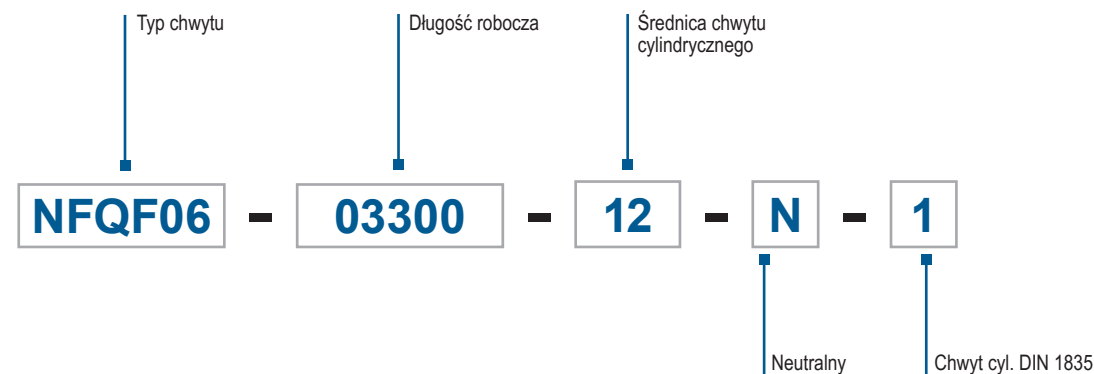 Typ chwytu
Długość robocza
Średnica chwytu
cylindrycznego
NFQF06 - 03300 - 12 - N - 1
Neutralny
Chwyt cyl. DIN 1835